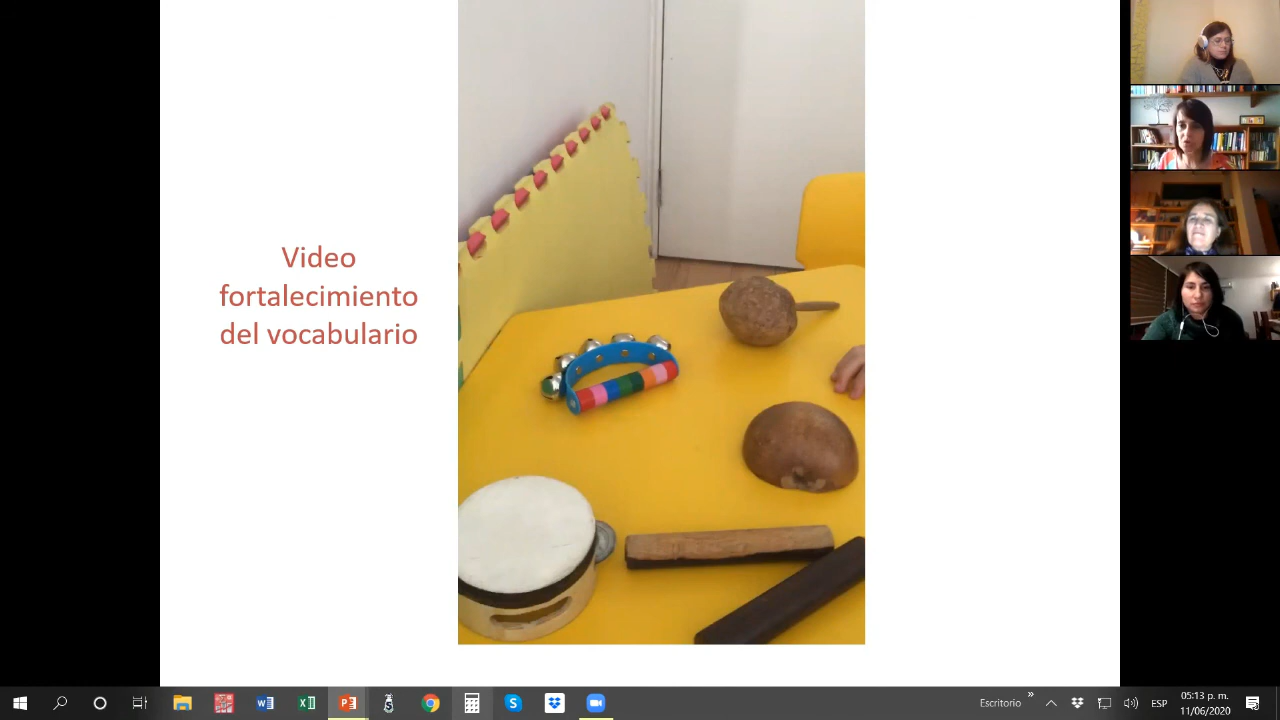 Video
fortalecimiento
del vocabulario
Escritorio
»
ESP
05:13 p. m.
11/06/2020